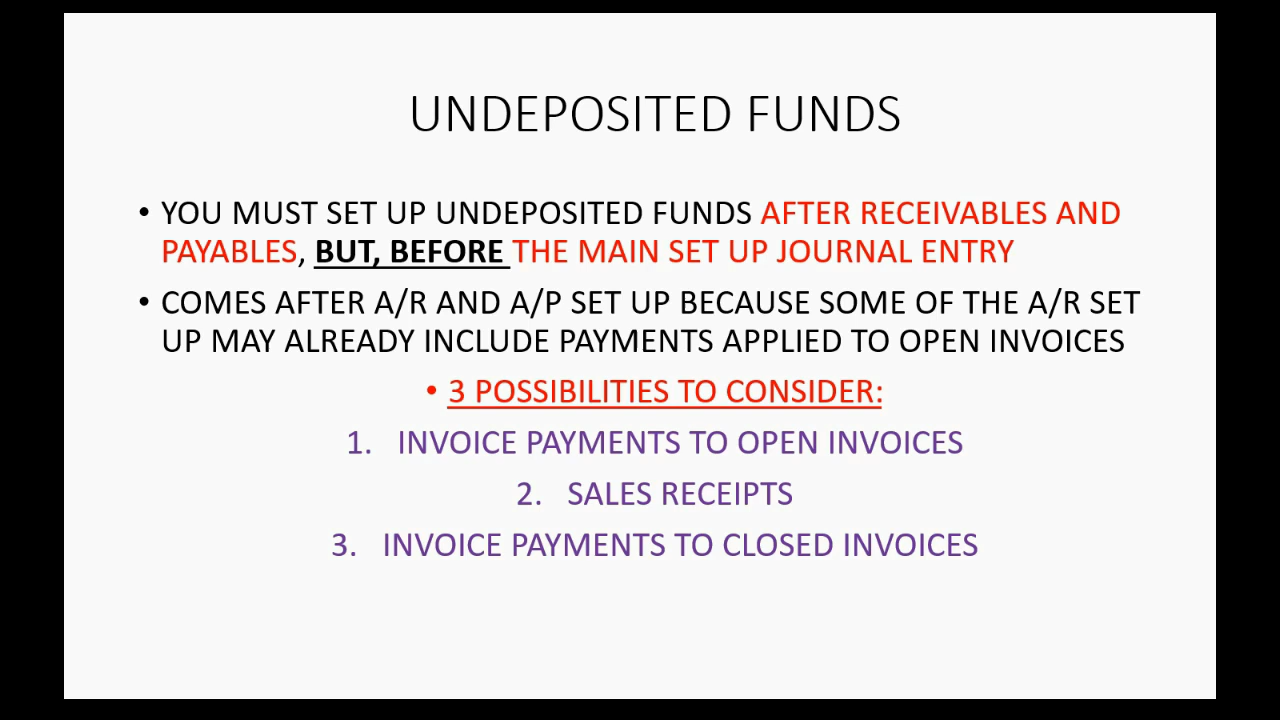 UNDEPOSITED FUNDS
• YOU MUST SET UP UNDEPOSITED FUNDS AFTER RECEIVABLES AND
PAYABLES, BUT, BEFORE THE MAIN SET UP JOURNAL ENTRY
• COMES AFTER A/R AND A/P SET UP BECAUSE SOME OF THE A/R SET
UP MAY ALREADY INCLUDE PAYMENTS APPLIED TO OPEN INVOICES
• 3 POSSIBILITIES TO CONSIDER:
1. INVOICE PAYMENTS TO OPEN INVOICES
2. SALES RECEIPTS
3. INVOICE PAYMENTS TO CLOSED INVOICES